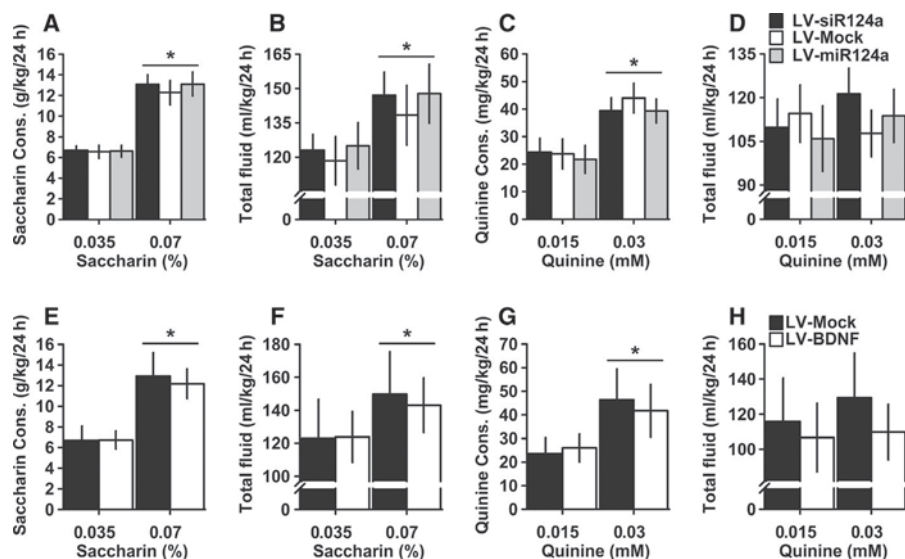 A
Saccharin Cons. (g/kg/24 h)
16
14
12
10
8
6
4
2
0
*
0.035 0.07
Saccharin (%)
B
Total fluid (ml/kg/24 h)
165
150
135
120
0
*
0.035 0.07
Saccharin (%)
C
Quinine Cons. (mg/kg/24 h)
60
50
40
30
20
10
0
*
0.015 0.03
Quinine (mM)
D
LV-siR124a
LV-Mock
LV-miR124a
Total fluid (ml/kg/24 h)
135
120
105
90
0
0.015 0.03
Quinine (mM)
E
Saccharin Cons. (g/kg/24 h)
16
14
12
10
8
6
4
2
0
*
0.035 0.07
Saccharin (%)
F
Total fluid (ml/kg/24 h)
180
160
140
120
100
0
*
0.035 0.07
Saccharin (%)
G
Quinine Cons. (mg/kg/24 h)
70
60
50
40
30
20
10
0
*
0.015 0.03
Quinine (mM)
H
LV-Mock
LV-BDNF
Total fluid (ml/kg/24 h)
160
140
120
100
0
0.015 0.03
Quinine (mM)